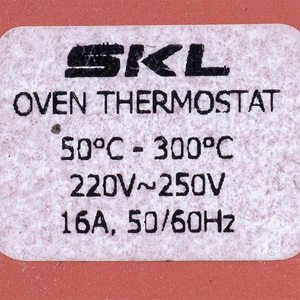 SKL
OVEN THERMOSTAT
50°C - 300°C
220V~250V
16A, 50/60Hz